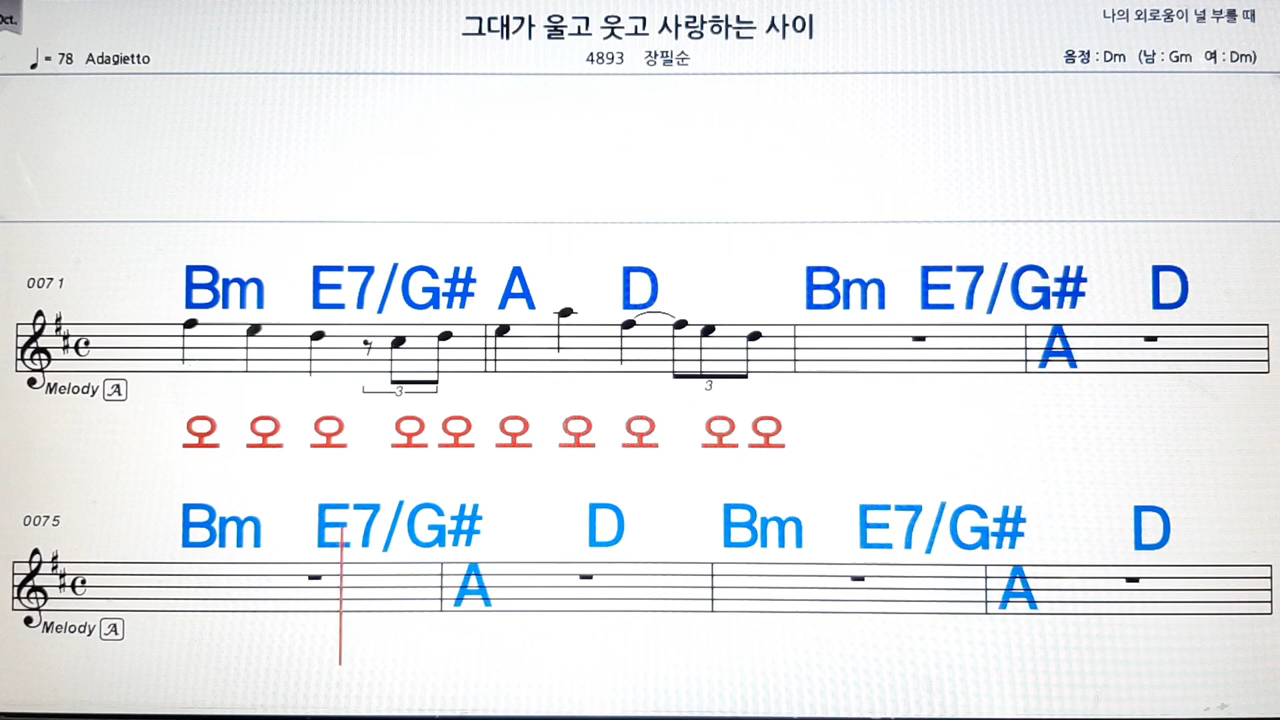 Oct.
그대가 울고 웃고 사랑하는 사이
나의 외로움이 널 부를 때
♩= 78 Adagietto
4893 장필순
음정 : Dm (남 : Gm 여 : Dm)
0071
Bm E7/G# A D Bm E7/G# A D
3 3
Melody A
오 오 오 오 오 오 오 오 오 오
0075
Bm E7/G# A D Bm E7/G# A D
Melody A